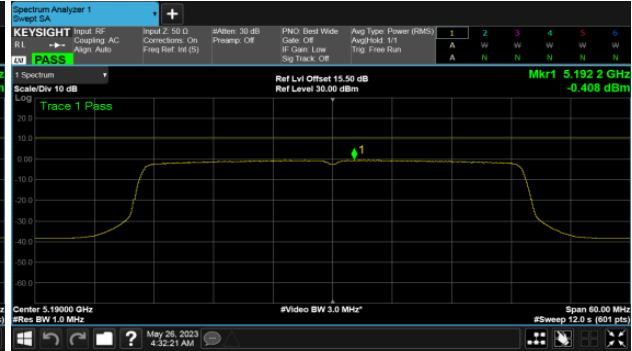 Spectrum Analyzer 1
Swept SA
+
KEYSIGHT
RL
PASS
Input: RF
Coupling: AC
Align: Auto
Input Z: 50 Ω
Corrections: On
Freq Ref: Int (S)
#Atten: 30 dB
Preamp: Off
PNO: Best Wide
Gate: Off
IF Gain: Low
Sig Track: Off
Avg Type: Power (RMS)
Avg|Hold: 1/1
Trig: Free Run
1 2 3 4 5 6
A W W W W W
A N N N N N
1 Spectrum
Scale/Div 10 dB
Ref Lvl Offset 15.50 dB
Ref Level 30.00 dBm
Mkr1 5.192 2 GHz
-0.408 dBm
Log
Trace 1 Pass
20.0
10.0
0.00
-10.0
-20.0
-30.0
-40.0
-50.0
-60.0
1
Center 5.19000 GHz
#Res BW 1.0 MHz
#Video BW 3.0 MHz*
Span 60.00 MHz
#Sweep 12.0 s (601 pts)
?
May 26, 2023
4:32:21 AM